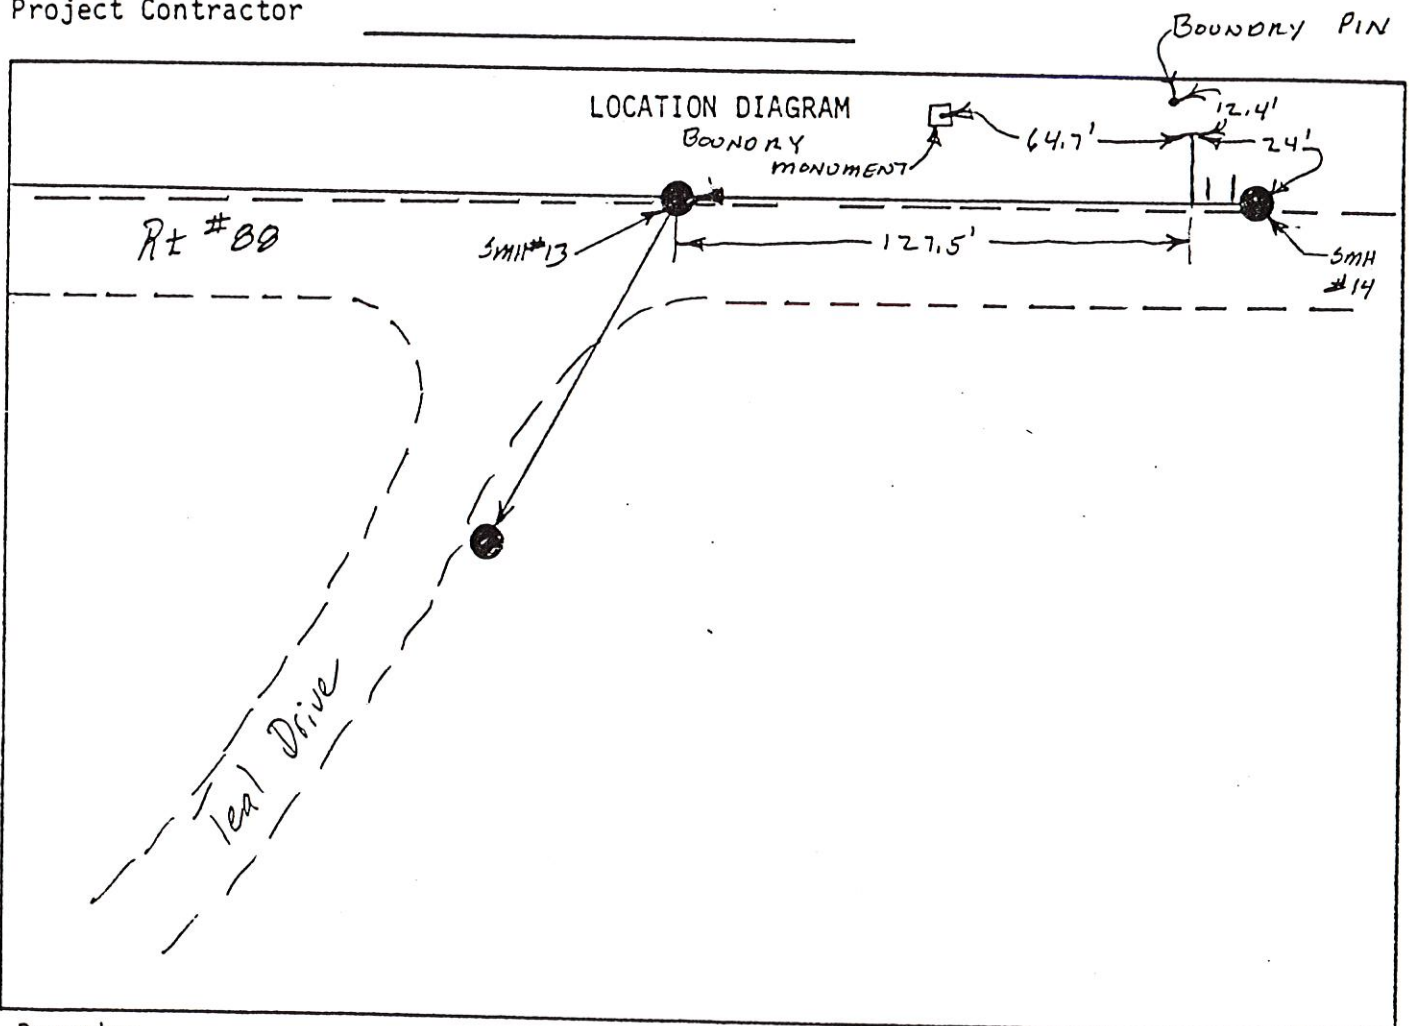 Project Contractor
BOUNDRY PIN
LOCATION DIAGRAM
12.4'
BOUNDRY
MONUMENT
64.7'
24'
Rt #88
SMH#13
127.5'
SMH
#14
Teal Drive